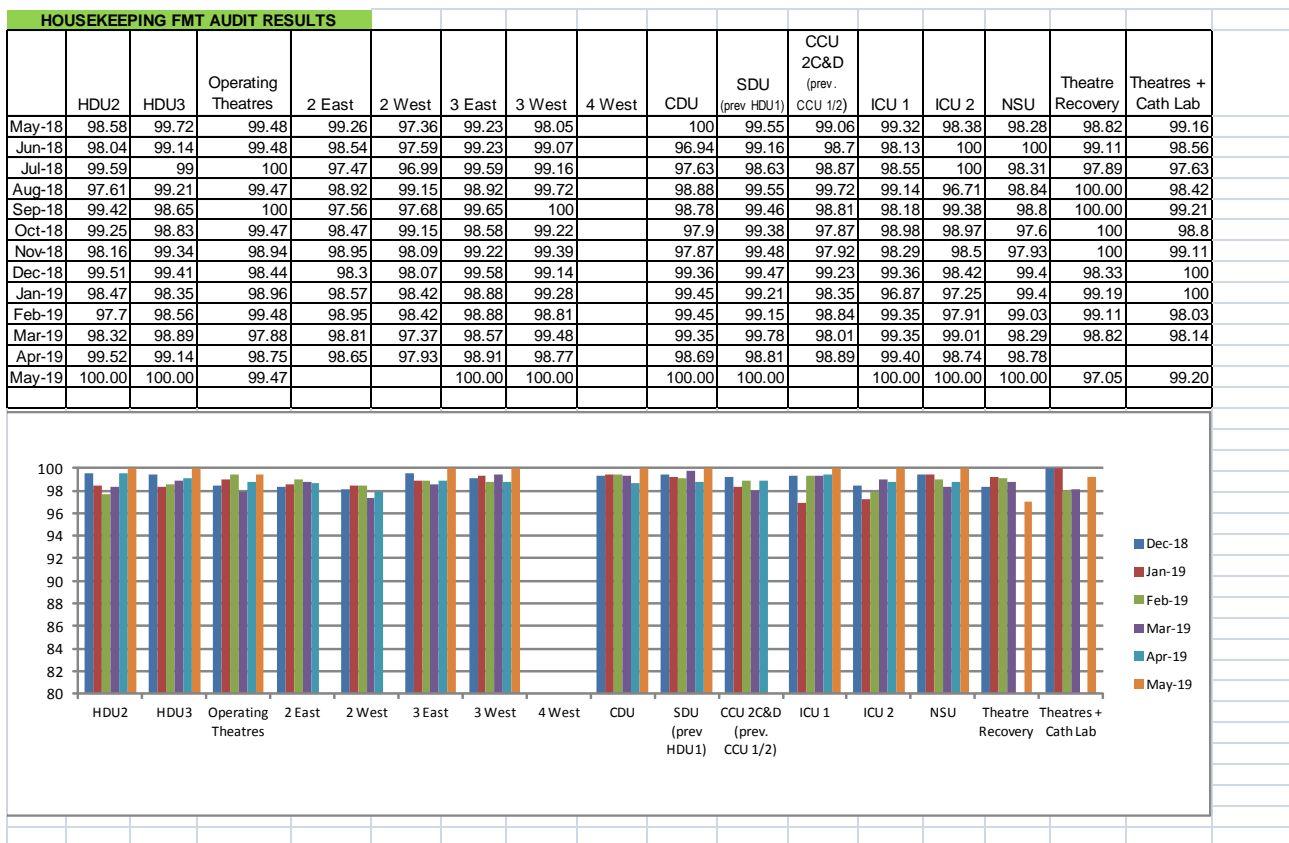 HOUSEKEEPING FMT AUDIT RESULTS
HDU2 HDU3 Operating Theatres 2 East 2 West 3 East 3 West 4 West CDU SDU (prev HDU1) CCU 2C&D (prev. CCU 1/2) ICU 1 ICU 2 NSU Theatre Recovery Theatres + Cath Lab
May-18 98.58 99.72 99.48 99.26 97.36 99.23 98.05 100 99.55 99.06 99.32 98.38 98.28 98.82 99.16
Jun-18 98.04 99.14 99.48 98.54 97.59 99.23 99.07 96.94 99.16 98.7 98.13 100 100 99.11 98.56
Jul-18 99.59 99 100 97.47 96.99 99.59 99.16 97.63 98.63 98.87 98.55 100 98.31 97.89 97.63
Aug-18 97.61 99.21 99.47 98.92 99.15 98.92 99.72 98.88 99.55 99.72 99.14 96.71 98.84 100.00 98.42
Sep-18 99.42 98.65 100 97.56 97.68 99.65 100 98.78 99.46 98.81 98.18 99.38 98.8 100.00 99.21
Oct-18 99.25 98.83 99.47 98.47 99.15 98.58 99.22 97.9 99.38 97.87 98.98 98.97 97.6 100 98.8
Nov-18 98.16 99.34 98.94 98.95 98.09 99.22 99.39 97.87 99.48 97.92 98.29 98.5 97.93 100 99.11
Dec-18 99.51 99.41 98.44 98.3 98.07 99.58 99.14 99.36 99.47 99.23 99.36 98.42 99.4 98.33 100
Jan-19 98.47 98.35 98.96 98.57 98.42 98.88 99.28 99.45 99.21 98.35 96.87 97.25 99.4 99.19 100
Feb-19 97.7 98.56 99.48 98.95 98.42 98.88 98.81 99.45 99.15 98.84 99.35 97.91 99.03 99.11 98.03
Mar-19 98.32 98.89 97.88 98.81 97.37 98.57 99.48 99.35 99.78 98.01 99.35 99.01 98.29 98.82 98.14
Apr-19 99.52 99.14 98.75 98.65 97.93 98.91 98.77 98.69 98.81 98.89 99.40 98.74 98.78
May-19 100.00 100.00 99.47 100.00 100.00 100.00 100.00 100.00 100.00 100.00 97.05 99.20
100
98
96
94
92
90
88
86
84
82
80
HDU2 HDU3 Operating Theatres 2 East 2 West 3 East 3 West 4 West CDU SDU (prev HDU1) CCU 2C&D (prev. CCU 1/2) ICU 1 ICU 2 NSU Theatre Recovery Theatres + Cath Lab
Dec-18
Jan-19
Feb-19
Mar-19
Apr-19
May-19